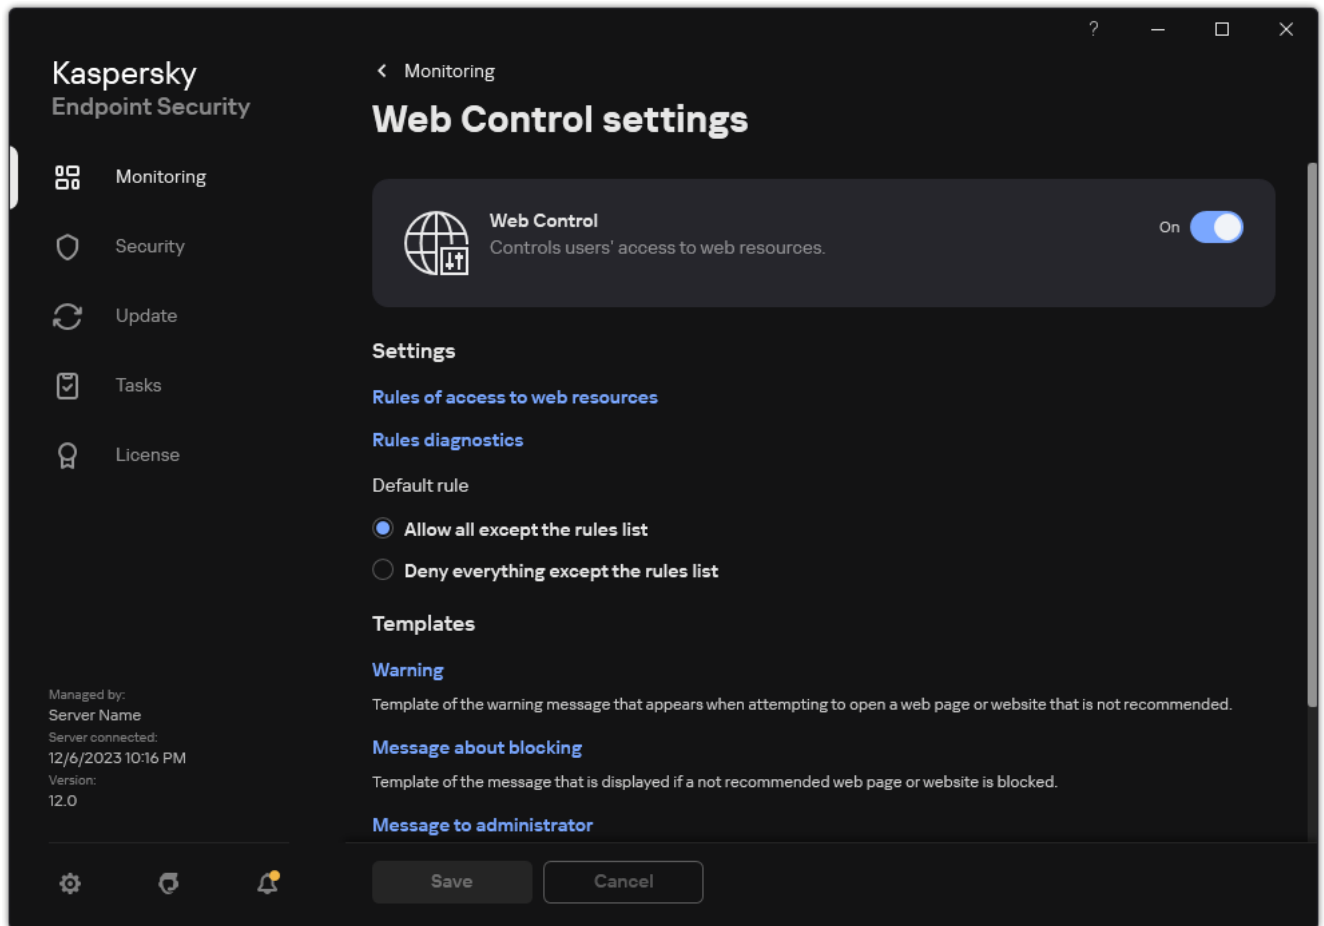 ?
Kaspersky
Endpoint Security
Monitoring
Security
Update
Tasks
License
Managed by:
Server Name
Server connected:
12/6/2023 10:16 PM
Version:
12.0
Monitoring
Web Control settings
Web Control
Controls users' access to web resources.
On
Settings
Rules of access to web resources
Rules diagnostics
Default rule
Allow all except the rules list
Deny everything except the rules list
Templates
Warning
Template of the warning message that appears when attempting to open a web page or website that is not recommended.
Message about blocking
Template of the message that is displayed if a not recommended web page or website is blocked.
Message to administrator
Save
Cancel